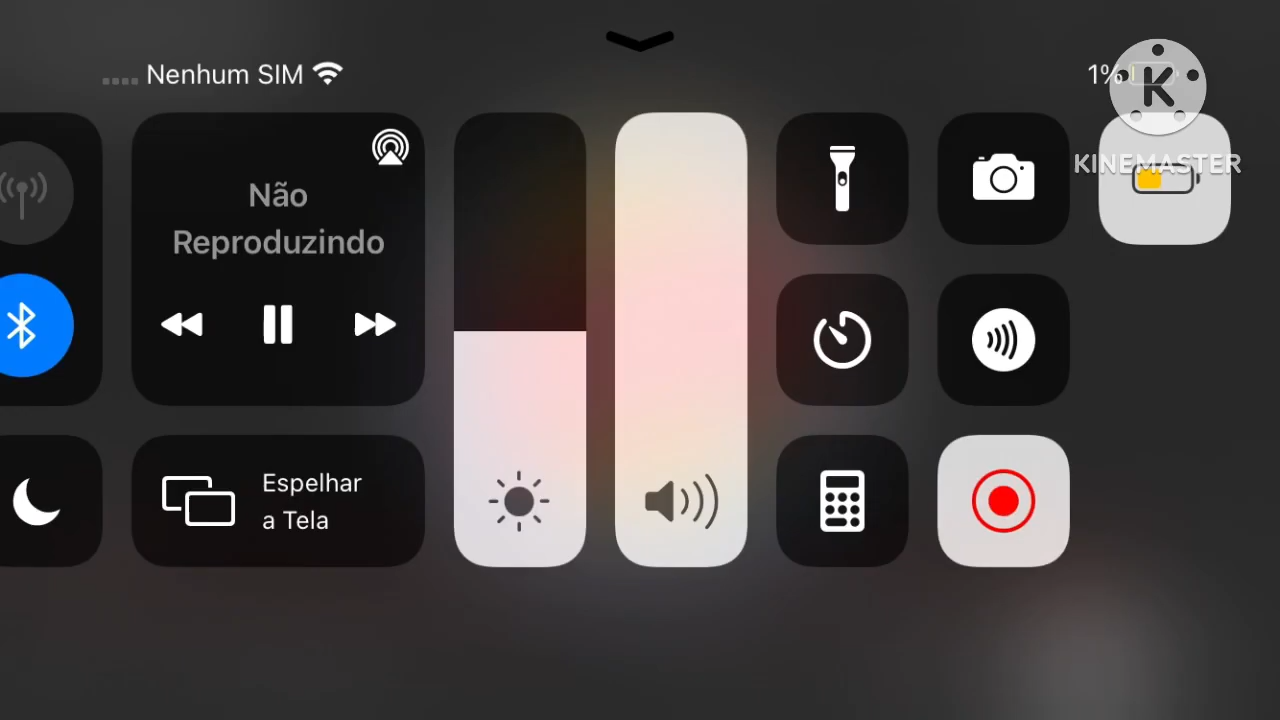 Nenhum SIM
1%
K
KINEMASTER
Não
Reproduzindo
Espelhar
a Tela